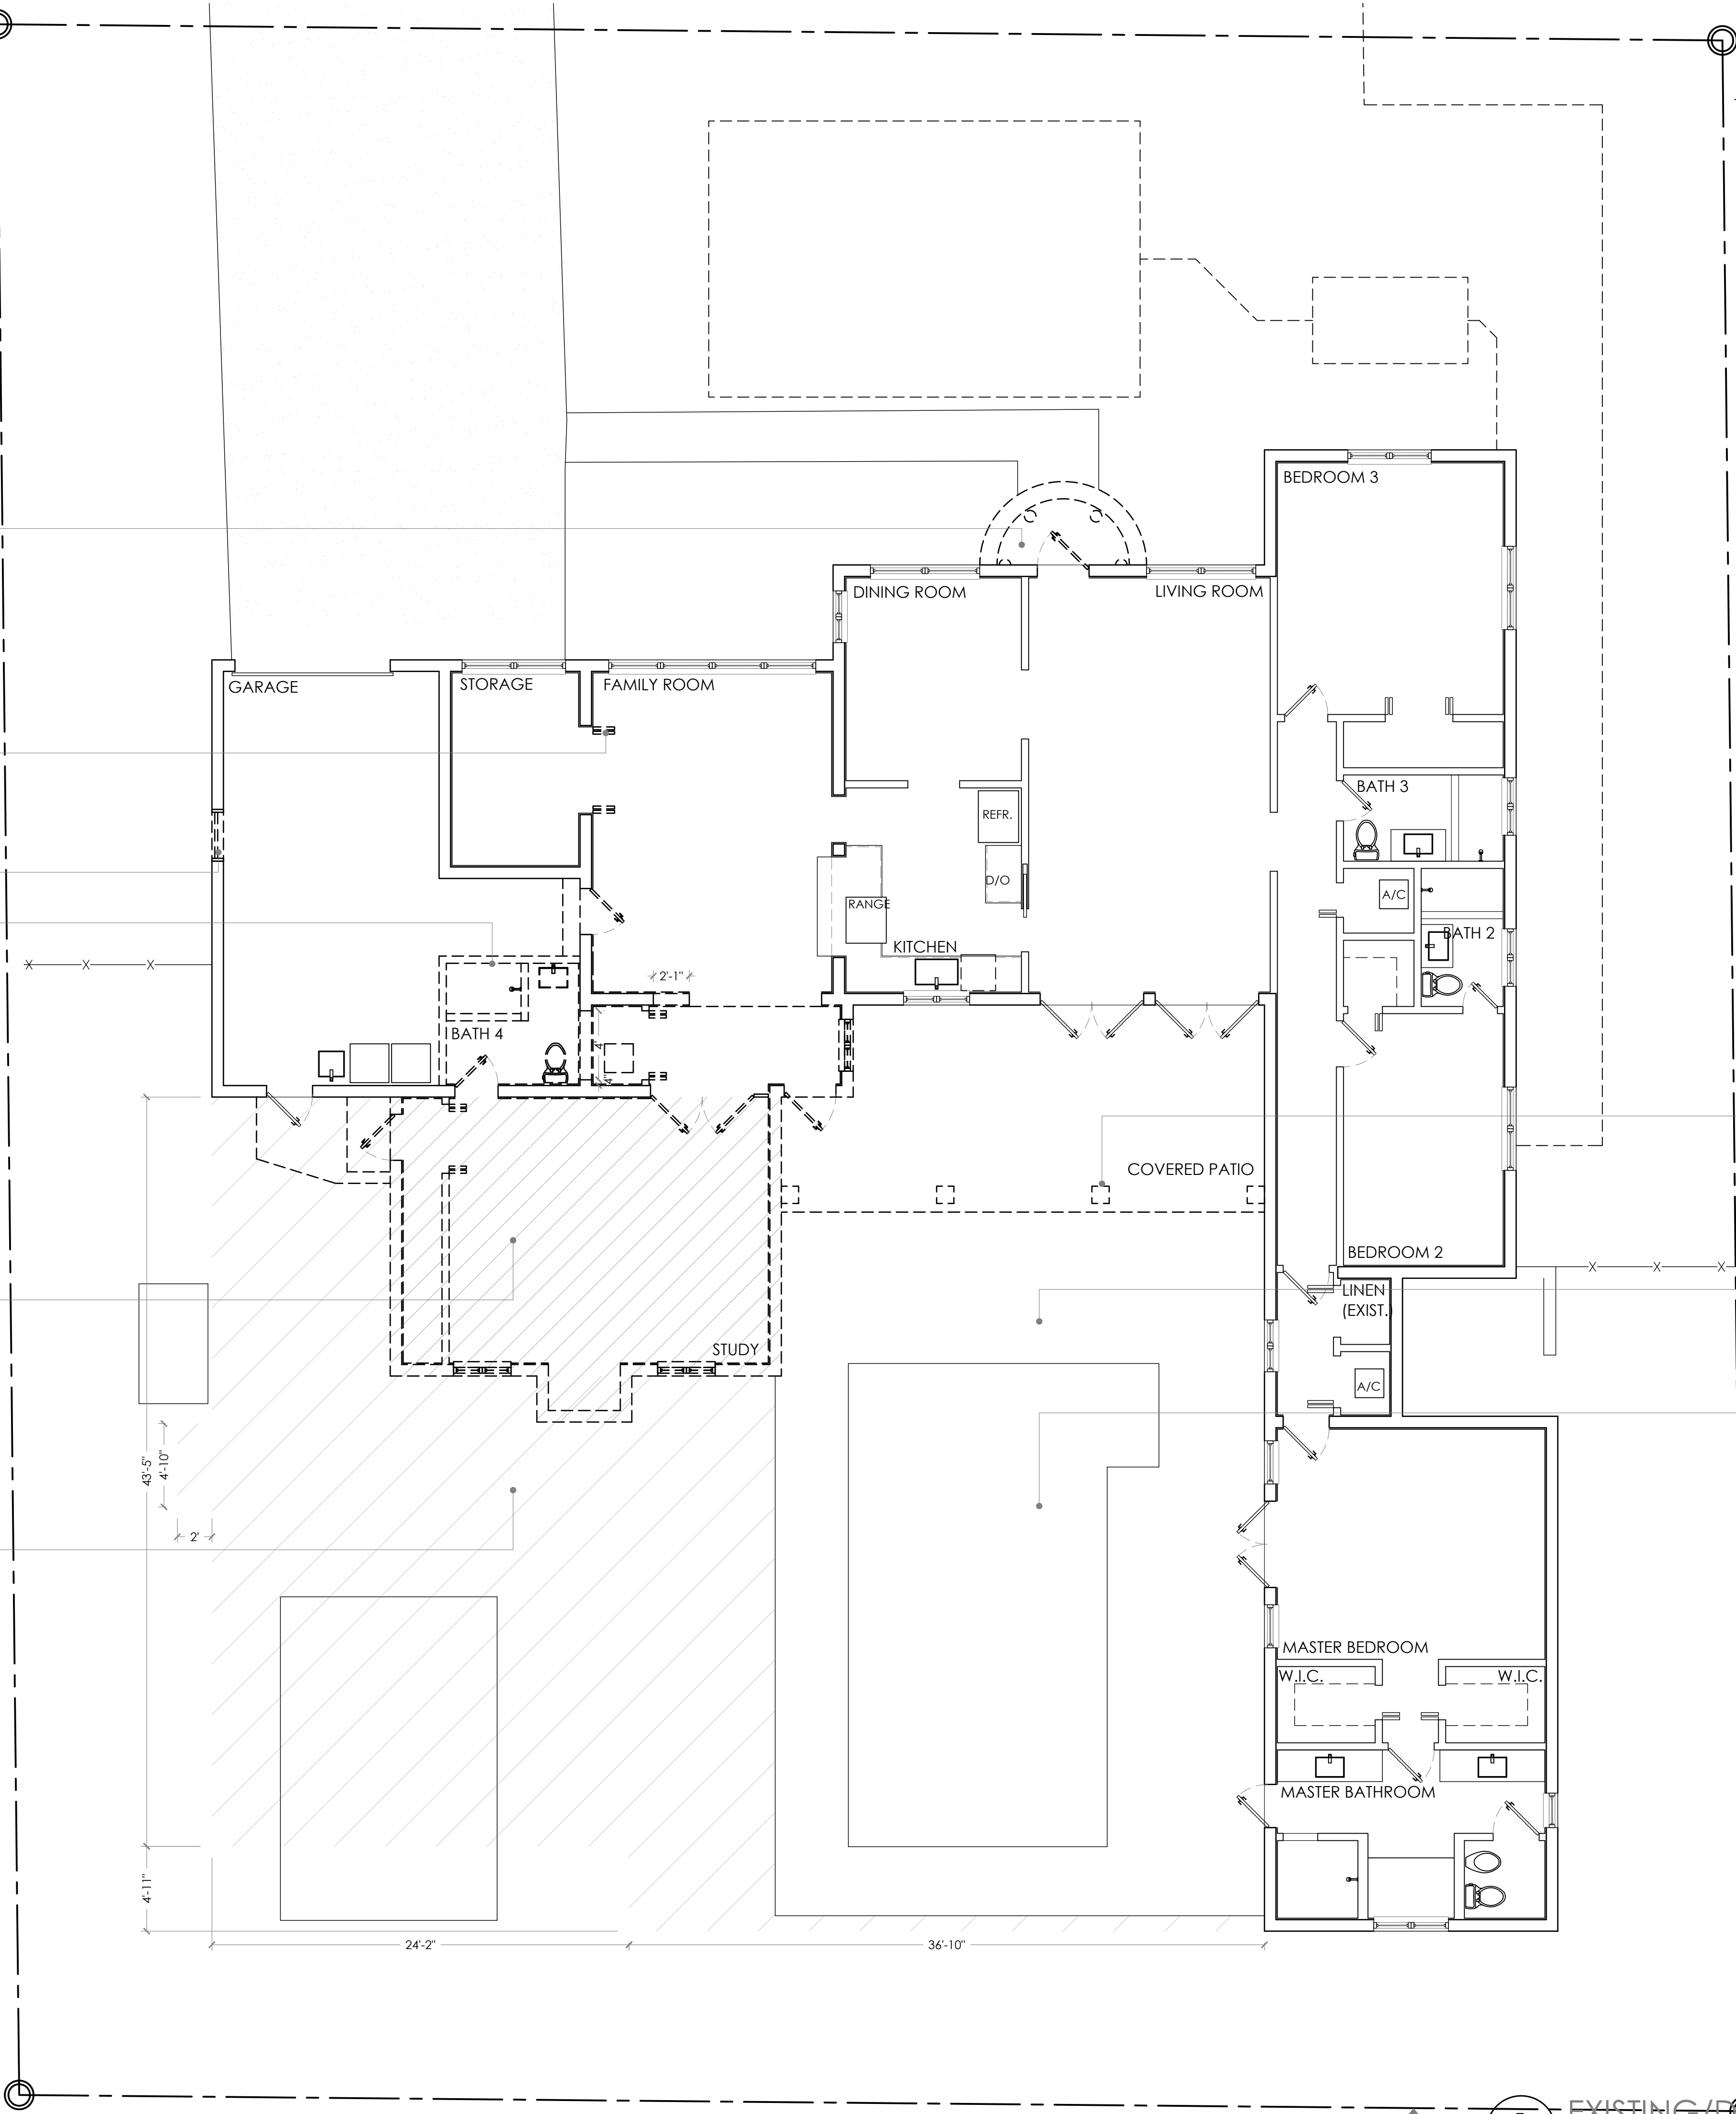 BEDROOM 3
DINING ROOM
LIVING ROOM
GARAGE
STORAGE
FAMILY ROOM
BATH 3
REFR.
D/O
A/C
RANGE
BATH 2
KITCHEN
X X X
2'-1"
BATH 4
4'
4"
COVERED PATIO
BEDROOM 2
X X X
LINEN
(EXIST.)
STUDY
A/C
43'-5"
4'-10"
2'
MASTER BEDROOM
W.I.C.
W.I.C.
MASTER BATHROOM
4'-11"
24'-2"
36'-10"